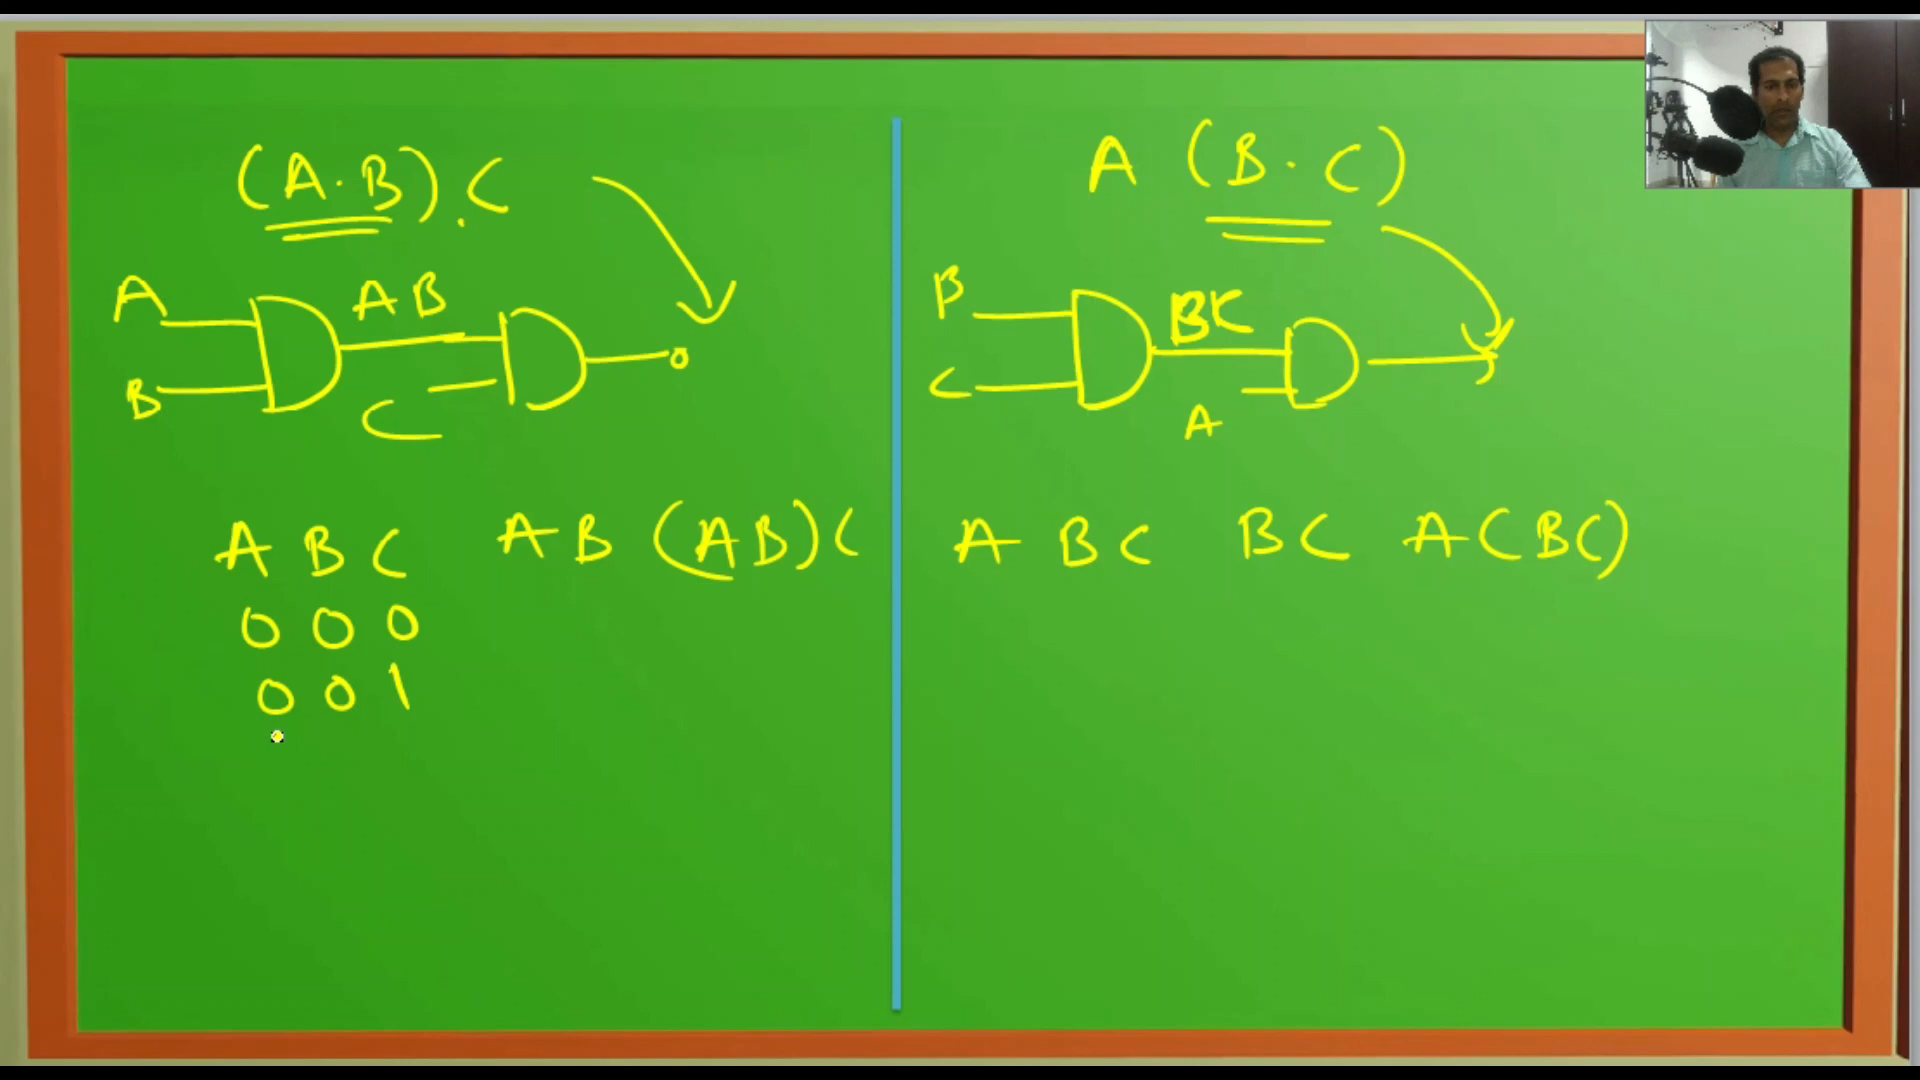 (A.B).C
A
AB
B
C
A B C AB (AB)C
0 0 0
0 0 1
A (B.C)
B
BC
C
A
A B C BC A(BC)